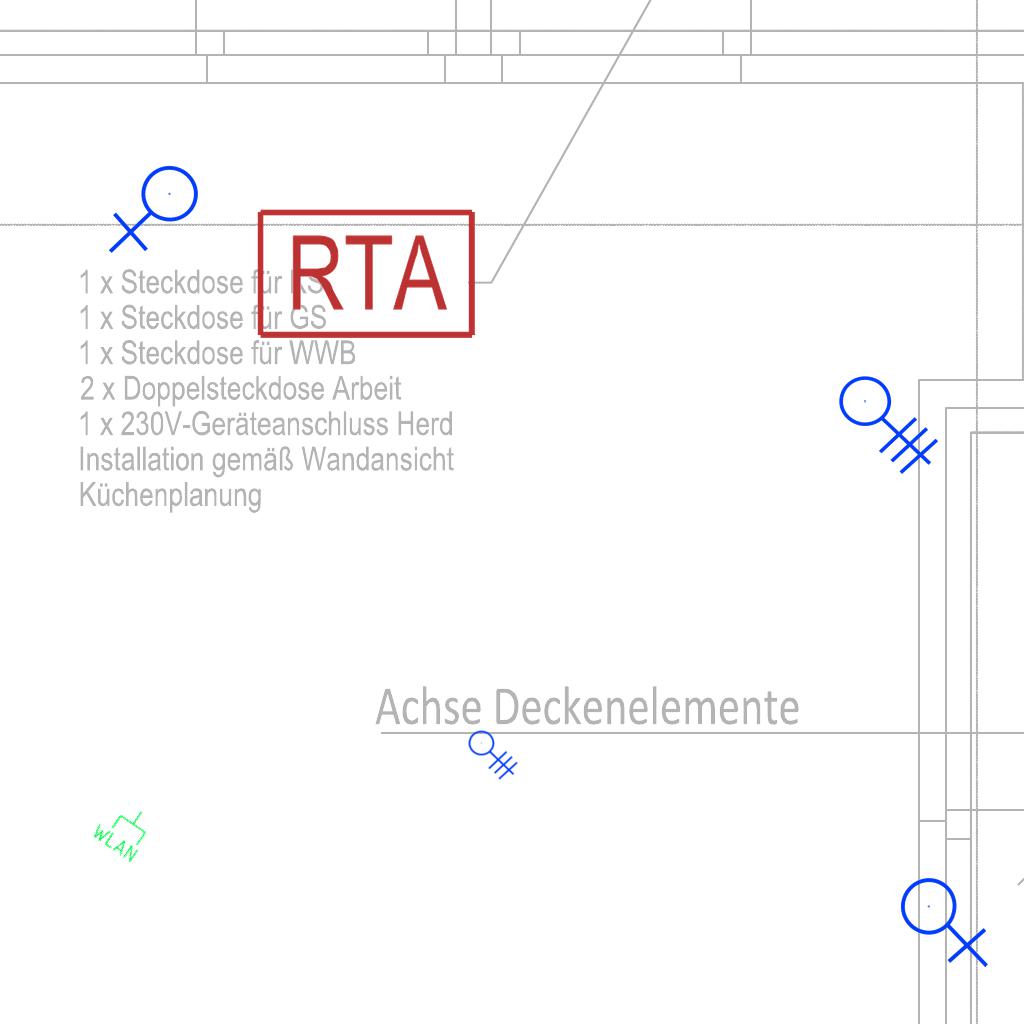 RTA
1 x Steckdose für KS
1 x Steckdose für GS
1 x Steckdose für WWB
2 x Doppelsteckdose Arbeit
1 x 230V-Geräteanschluss Herd
Installation gemäß Wandansicht
Küchenplanung
Achse Deckenelemente
WLAN